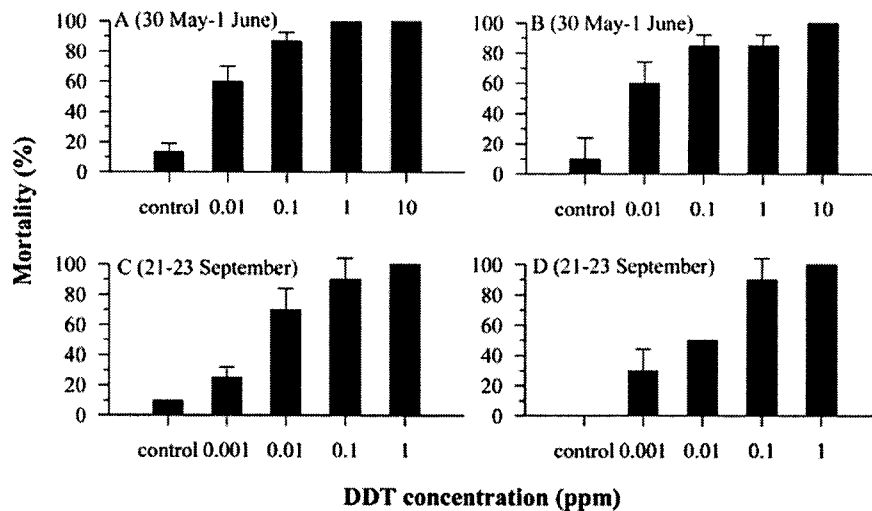 A (30 May-1 June)
100
80
60
40
20
0
control 0.01 0.1 1 10
B (30 May-1 June)
100
80
60
40
20
0
control 0.01 0.1 1 10
Mortality (%)
C (21-23 September)
100
80
60
40
20
0
control 0.001 0.01 0.1 1
D (21-23 September)
100
80
60
40
20
0
control 0.001 0.01 0.1 1
DDT concentration (ppm)